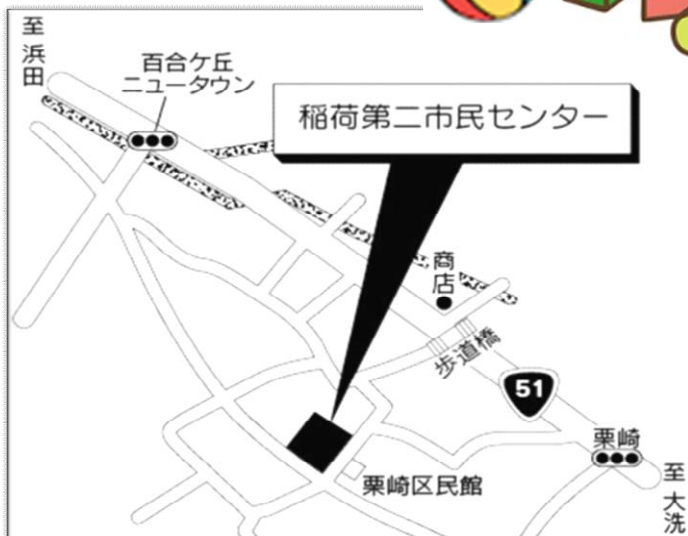 至浜田
百合ケ丘
ニュータウン
稲荷第二市民センター
商店
歩道橋
51
栗崎
栗崎区民館
至大洗